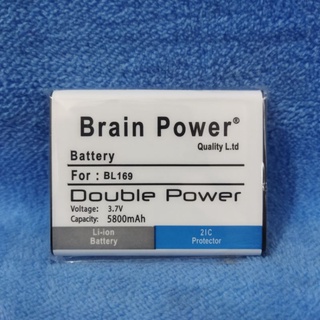 Brain Power®
Quality L.td
Battery
For : BL169
Double Power
Voltage: 3.7V
Capacity: 5800mAh
Li-ion Battery
2IC Protector